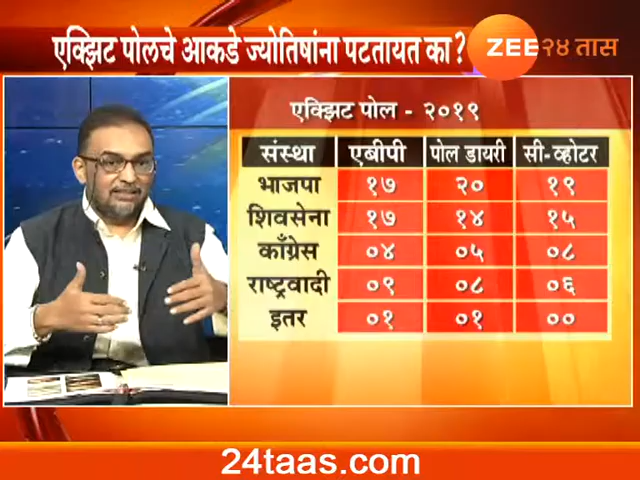 एक्झिट पोलचे आकडे ज्योतिषांना पटतायत का?
ZEE २४ तास
एक्झिट पोल - २०१९
संस्था एबीपी पोल डायरी सी-व्होटर
भाजपा १७ २० १९
शिवसेना १७ १४ १५
काँग्रेस ०४ ०५ ०८
राष्ट्रवादी ०९ ०८ ०६
इतर ०१ ०१ ००
24taas.com